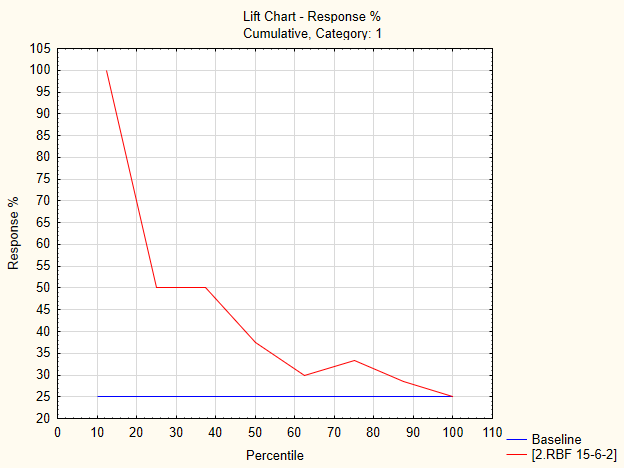 Lift Chart - Response %
Cumulative, Category: 1
105
100
95
90
85
80
75
70
65
60
55
50
45
40
35
30
25
20
Response %
0 10 20 30 40 50 60 70 80 90 100 110
Percentile
Baseline
[2.RBF 15-6-2]